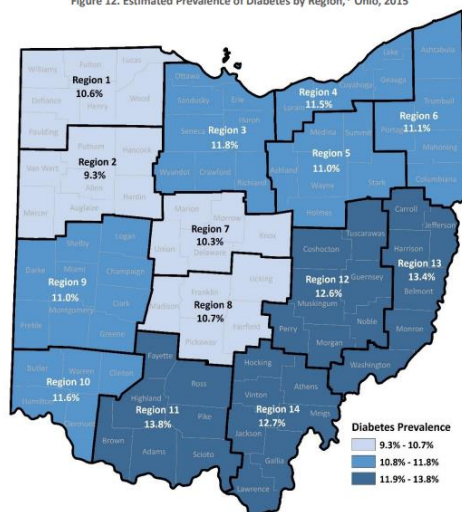 Figure 12. Estimated Prevalence of Diabetes by Region,* Ohio, 2015
Williams
Fulton
Lucas
Region 1
10.6%
Defiance
Henry
Wood
Paulding
Ottawa
Sandusky
Erie
Huron
Region 3
Seneca
11.8%
Wyandot
Crawford
Richland
Lake
Geauga
Cuyahoga
Region 4
Lorain
11.5%
Ashtabula
Trumbull
Region 6
Portage
11.1%
Mahoning
Columbiana
Medina
Summit
Region 5
Ashland
11.0%
Wayne
Stark
Holmes
Putnam
Hancock
Region 2
Van Wert
9.3%
Allen
Hardin
Mercer
Auglaize
Marion
Morrow
Region 7
Knox
Union
10.3%
Delaware
Carroll
Jefferson
Harrison
Region 13
13.4%
Belmont
Monroe
Washington
Tuscarawas
Coshocton
Region 12
Guernsey
12.6%
Muskingum
Noble
Perry
Morgan
Logan
Shelby
Darke
Miami
Champaign
Region 9
11.0%
Clark
Montgomery
Preble
Greene
Licking
Franklin
Region 8
Madison
10.7%
Fairfield
Pickaway
Butler
Warren
Clinton
Region 10
Hamilton
11.6%
Clermont
Fayette
Ross
Highland
Region 11
Pike
13.8%
Brown
Adams
Scioto
Hocking
Athens
Vinton
Region 14
Meigs
Jackson
12.7%
Gallia
Lawrence
Diabetes Prevalence
9.3% - 10.7%
10.8% - 11.8%
11.9% - 13.8%